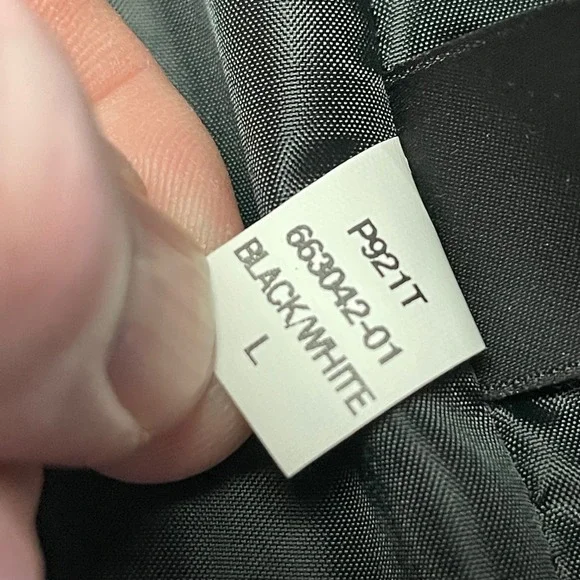 P921T
663042-01
BLACK/WHITE
L